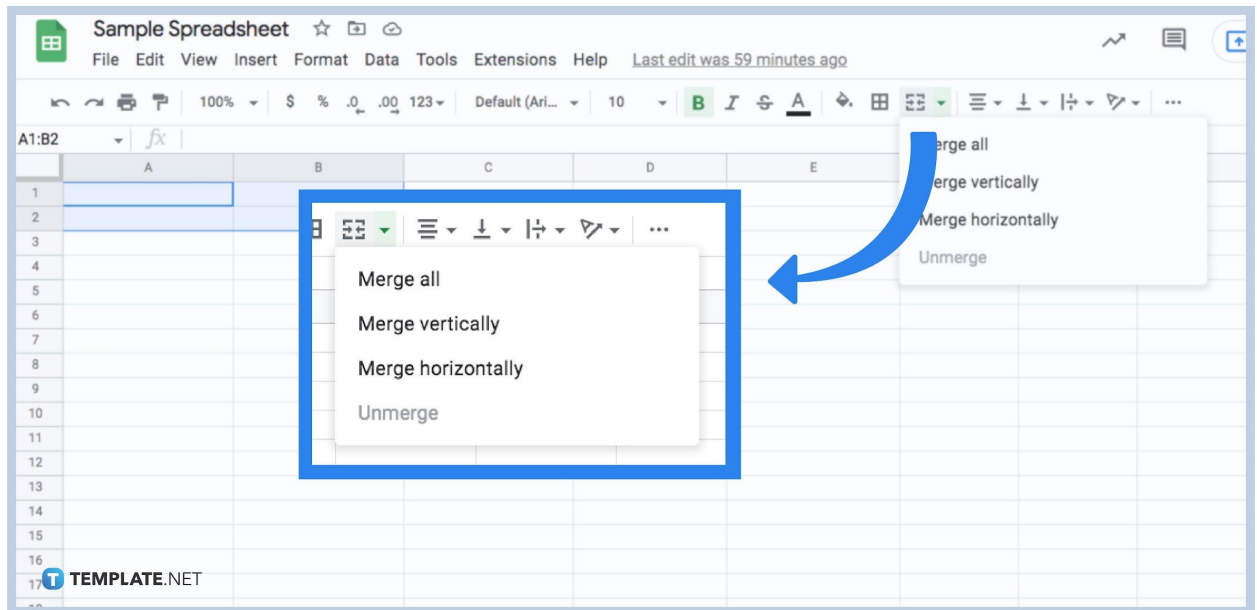 Sample Spreadsheet
File Edit View Insert Format Data Tools Extensions Help Last edit was 59 minutes ago
100% $ % .0 .00 123 Default (Ari... 10 B I S A ...
A1:B2 fx
A B C D E
1
2
3
4
5
6
7
8
9
10
11
12
13
14
15
16
17
erge all
erge vertically
Merge horizontally
Unmerge
...
Merge all
Merge vertically
Merge horizontally
Unmerge
T TEMPLATE.NET